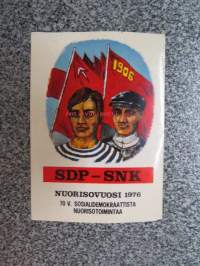 1906
SDP – SNK
NUORISOVUOSI 1976
70 V. SOSIALIDEMOKRAATTISTA
NUORISOTOIMINTAA